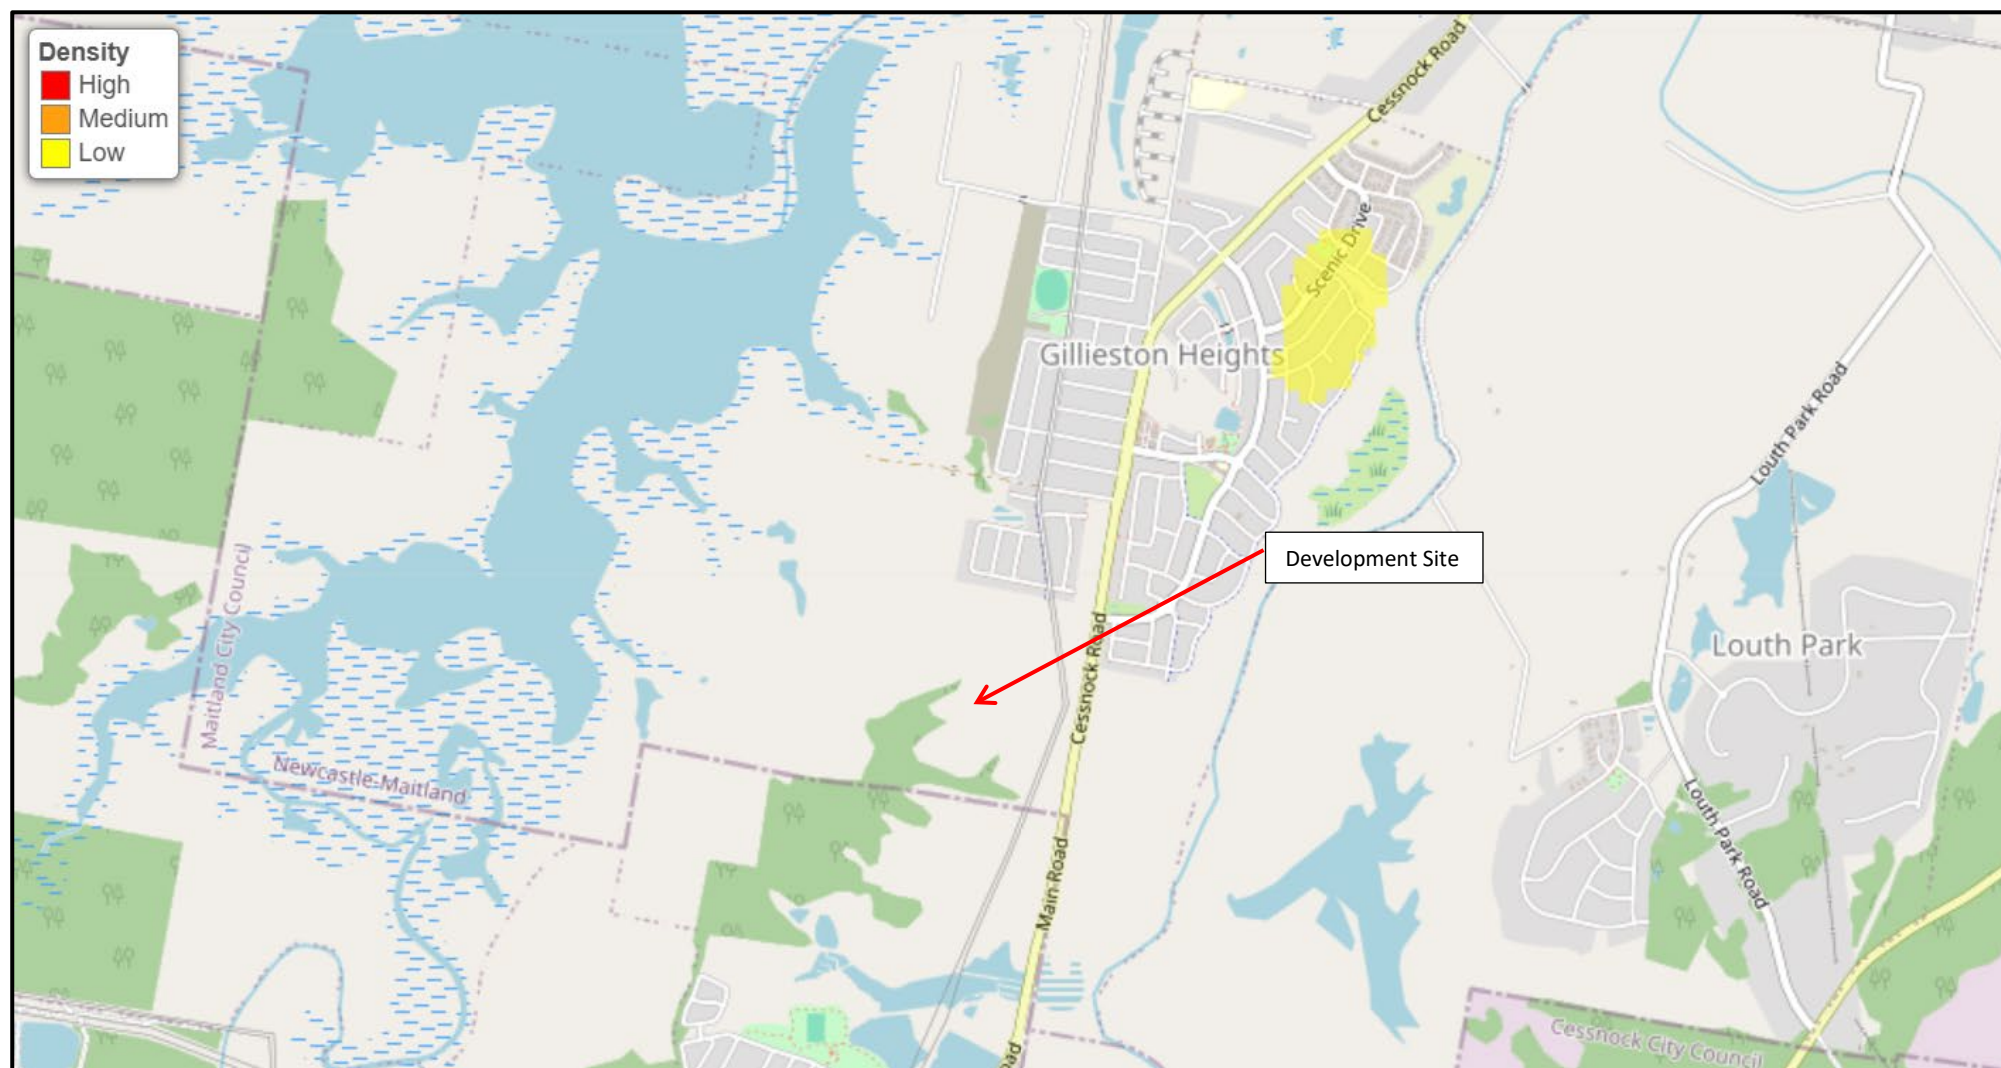 Density
High
Medium
Low
Cessnock Road
Scenic Drive
Gillieston Heights
Louth Park Road
Development Site
Maitland City Council
Newcastle-Maitland
Cessnock Road
Louth Park
Louth Park Road
Main Road
Cessnock City Council